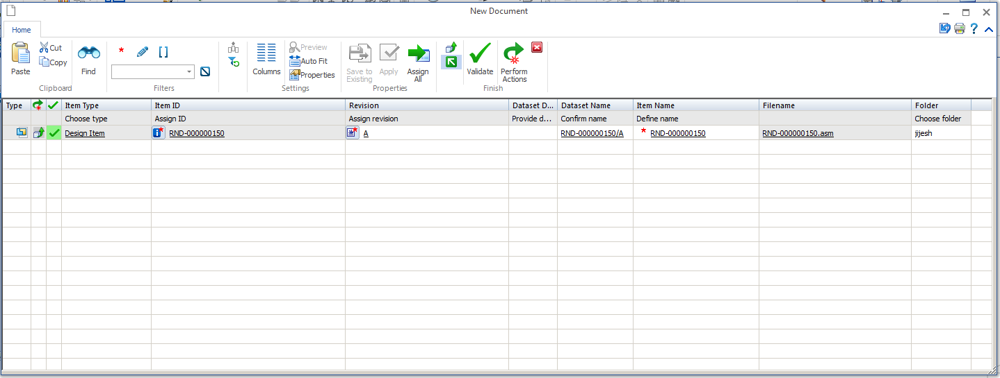 New Document
Home
Paste
Cut
Copy
Clipboard
Find
Filters
Columns
Preview
Auto Fit
Properties
Settings
Save to Existing
Apply
Assign All
Properties
Validate
Perform Actions
Finish
Type Item Type Item ID Revision Dataset D... Dataset Name Item Name Filename Folder
Choose type Assign ID Assign revision Provide d... Confirm name Define name Choose folder
Design Item RND-000000150 A RND-000000150/A * RND-000000150 RND-000000150.asm jijesh